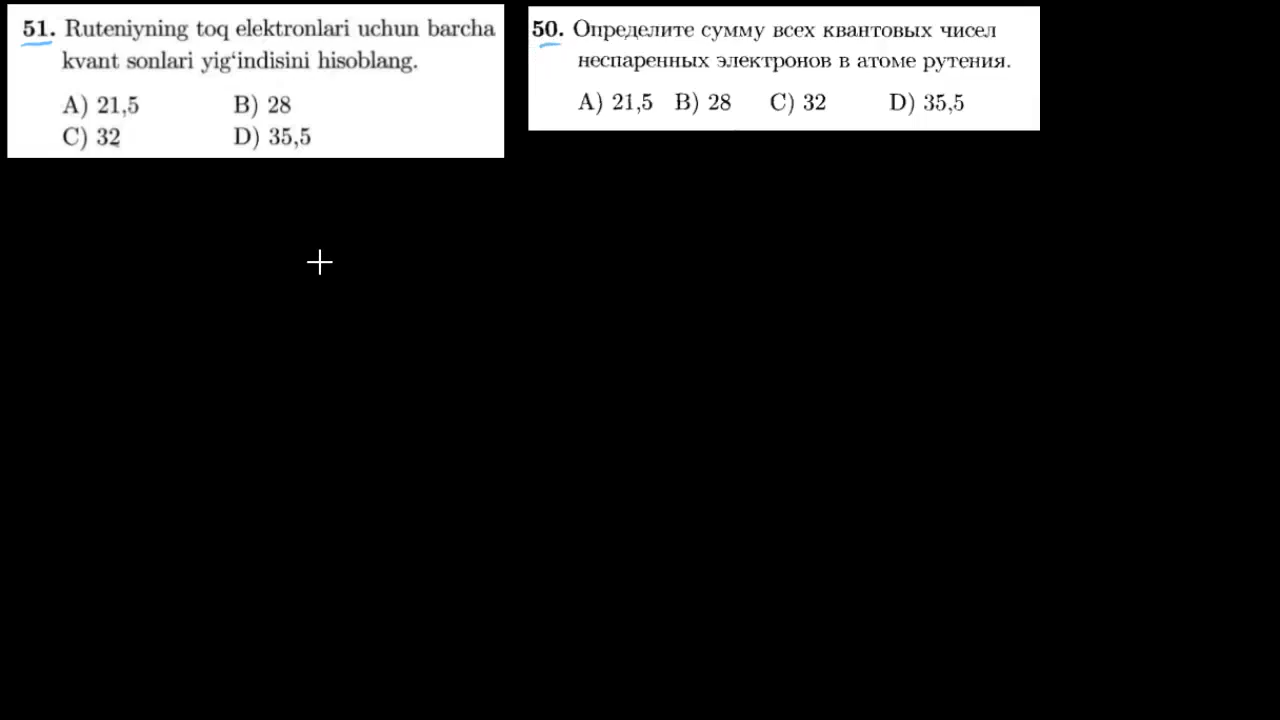 51. Ruteniyning toq elektronlari uchun barcha
kvant sonlari yig‘indisini hisoblang.
A) 21,5 B) 28
C) 32 D) 35,5
50. Определите сумму всех квантовых чисел
неспаренных электронов в атоме рутения.
A) 21,5 B) 28 C) 32 D) 35,5